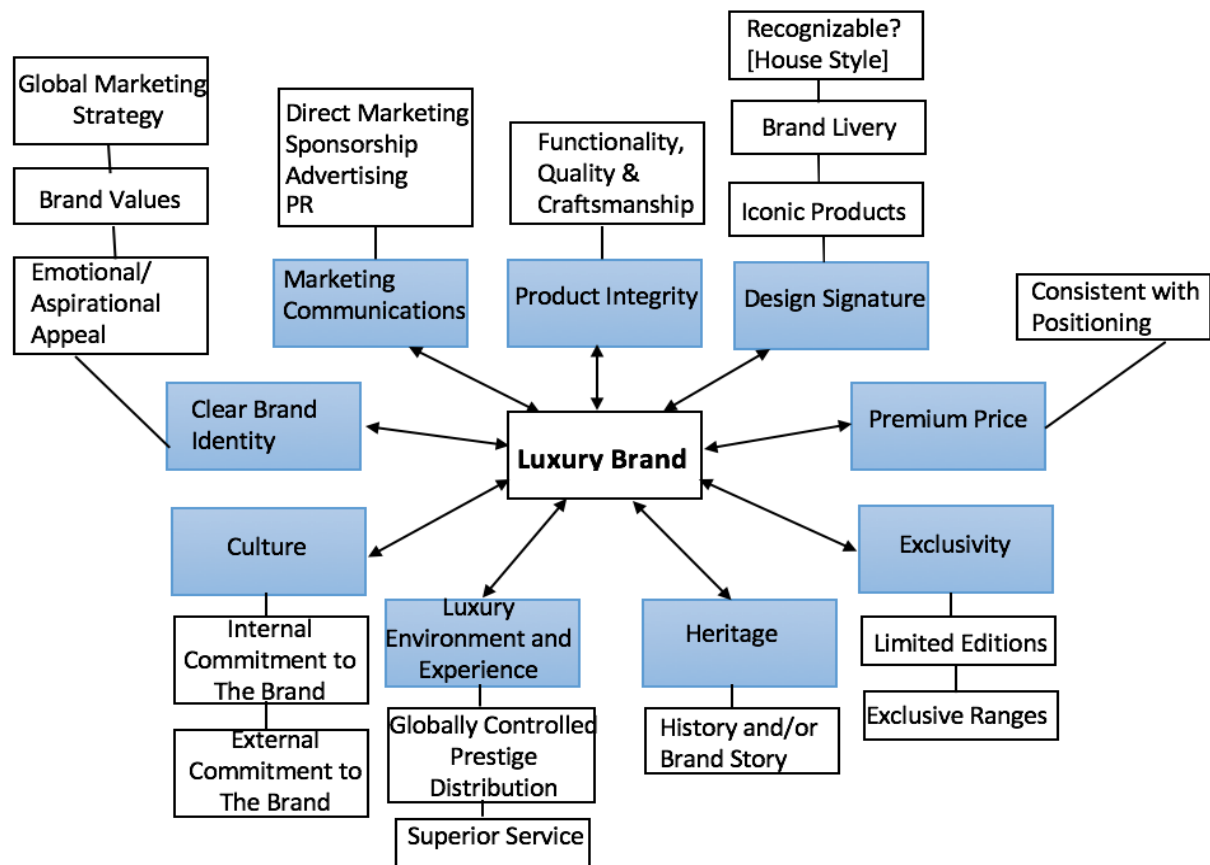 Global Marketing
Strategy
Brand Values
Emotional/
Aspirational
Appeal
Clear Brand
Identity
Direct Marketing
Sponsorship
Advertising
PR
Marketing
Communications
Functionality,
Quality &
Craftsmanship
Product Integrity
Recognizable?
[House Style]
Brand Livery
Iconic Products
Design Signature
Consistent with
Positioning
Premium Price
Luxury Brand
Culture
Internal
Commitment to
The Brand
External
Commitment to
The Brand
Luxury
Environment and
Experience
Globally Controlled
Prestige
Distribution
Superior Service
Heritage
History and/or
Brand Story
Exclusivity
Limited Editions
Exclusive Ranges